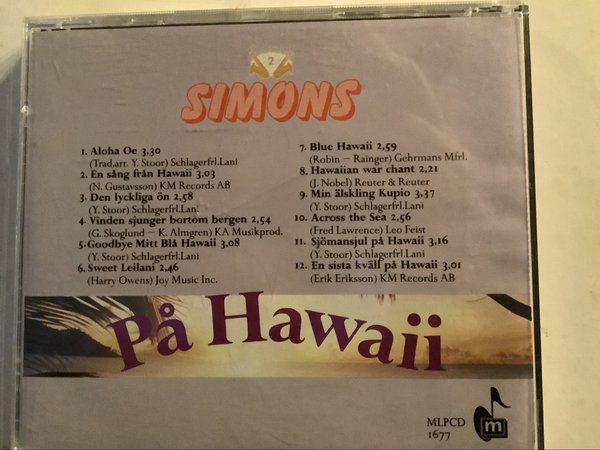 2
SIMONS
1. Aloha Oe 3,30
(Trad.arr. Y. Stoor) Schlagerfrl.Lani
2. En sång från Hawaii 3,03
(N. Gustavsson) KM Records AB
3. Den lyckliga ön 2,58
(Y. Stoor) Schlagerfrl.Lani
4. Vinden sjunger bortom bergen 2,54
(G. Skoglund – K. Almgren) KA Musikprod.
5. Goodbye Mitt Blå Hawaii 3,08
(Y. Stoor) Schlagerfrl.Lani
6. Sweet Leilani 2,46
(Harry Owens) Joy Music Inc.
7. Blue Hawaii 2,59
(Robin – Rainger) Gehrmans Mfrl.
8. Hawaiian war chant 2,21
(J. Nobel) Reuter & Reuter
9. Min älskling Kupio 3,37
(Y. Stoor) Schlagerfrl.Lani
10. Across the Sea 2,56
(Fred Lawrence) Leo Feist
11. Sjömansjul på Hawaii 3,16
(Y. Stoor) Schlagerfrl.Lani
12. En sista kväll på Hawaii 3,01
(Erik Eriksson) KM Records AB
På Hawaii
MLPCD
1677
m